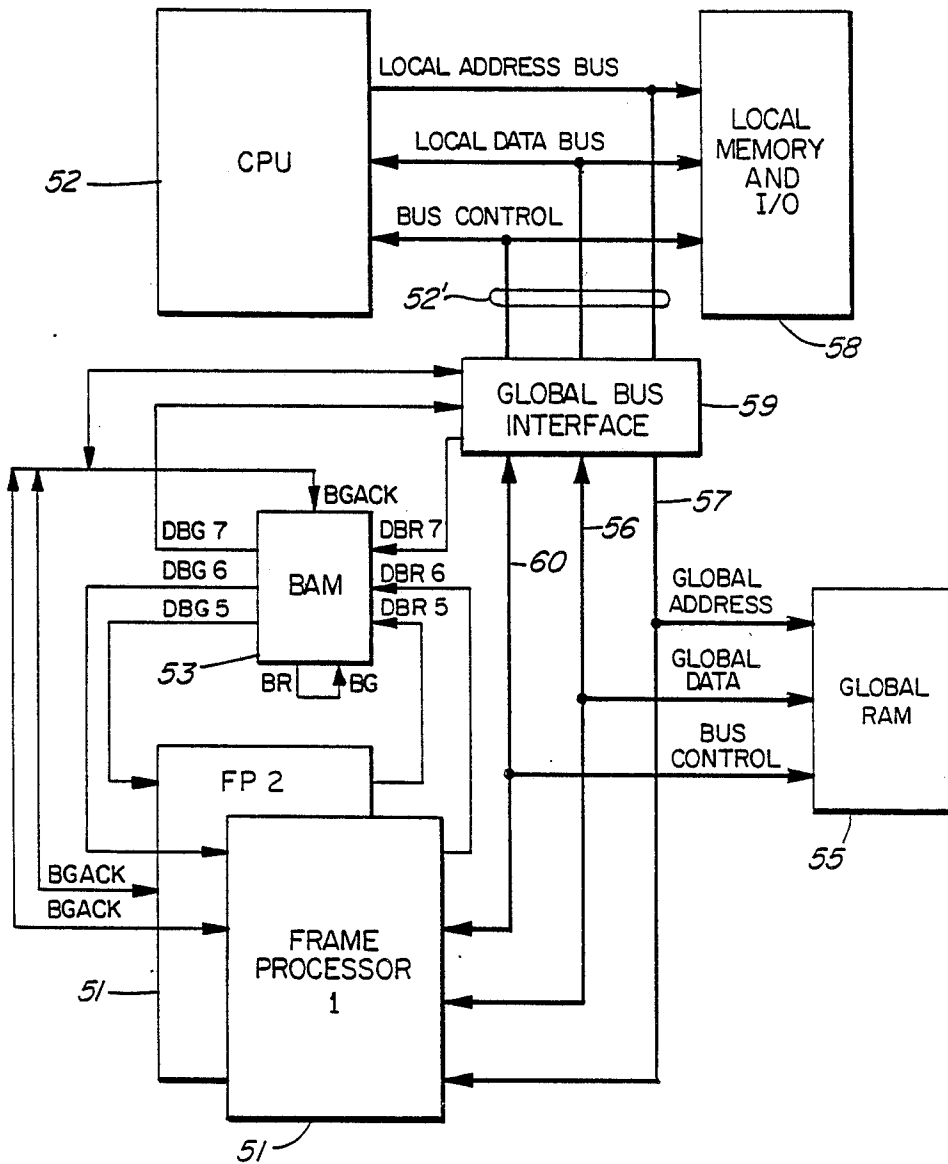 LOCAL ADDRESS BUS
LOCAL DATA BUS
BUS CONTROL
CPU
52
LOCAL
MEMORY
AND
I/O
58
52'
GLOBAL BUS
INTERFACE
59
BGACK
DBG 7
DBG 6
DBG 5
BAM
DBR 7
DBR 6
DBR 5
53
BR
BG
60
56
57
GLOBAL
ADDRESS
GLOBAL
DATA
BUS
CONTROL
GLOBAL
RAM
55
FP 2
BGACK
BGACK
FRAME
PROCESSOR
1
51
51